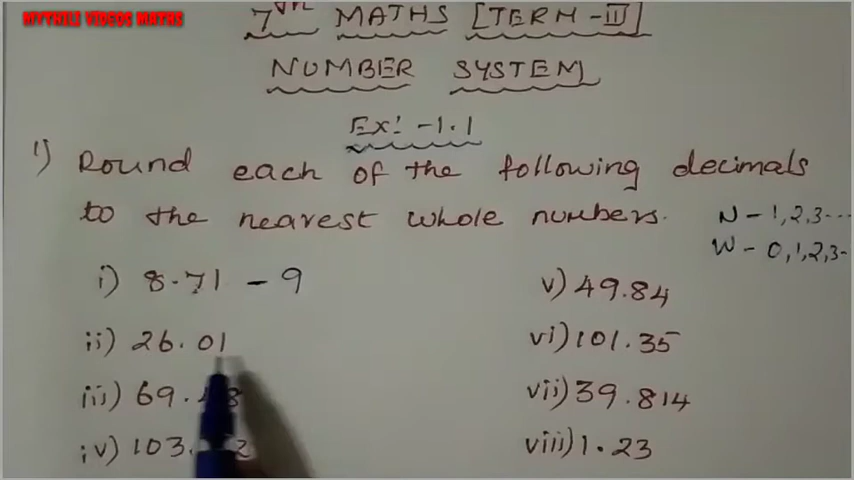 MYTHILI VIDEOS MATHS
7th MATHS [TERM - III]
NUMBER SYSTEM
Ex: -1.1
1) Round each of the following decimals
to the nearest whole numbers.
N - 1,2,3...
W - 0,1,2,3-
i) 8.71 - 9
ii) 26.01
iii) 69.
iv) 103.
v) 49.84
vi) 101.35
vii) 39.814
viii) 1.23